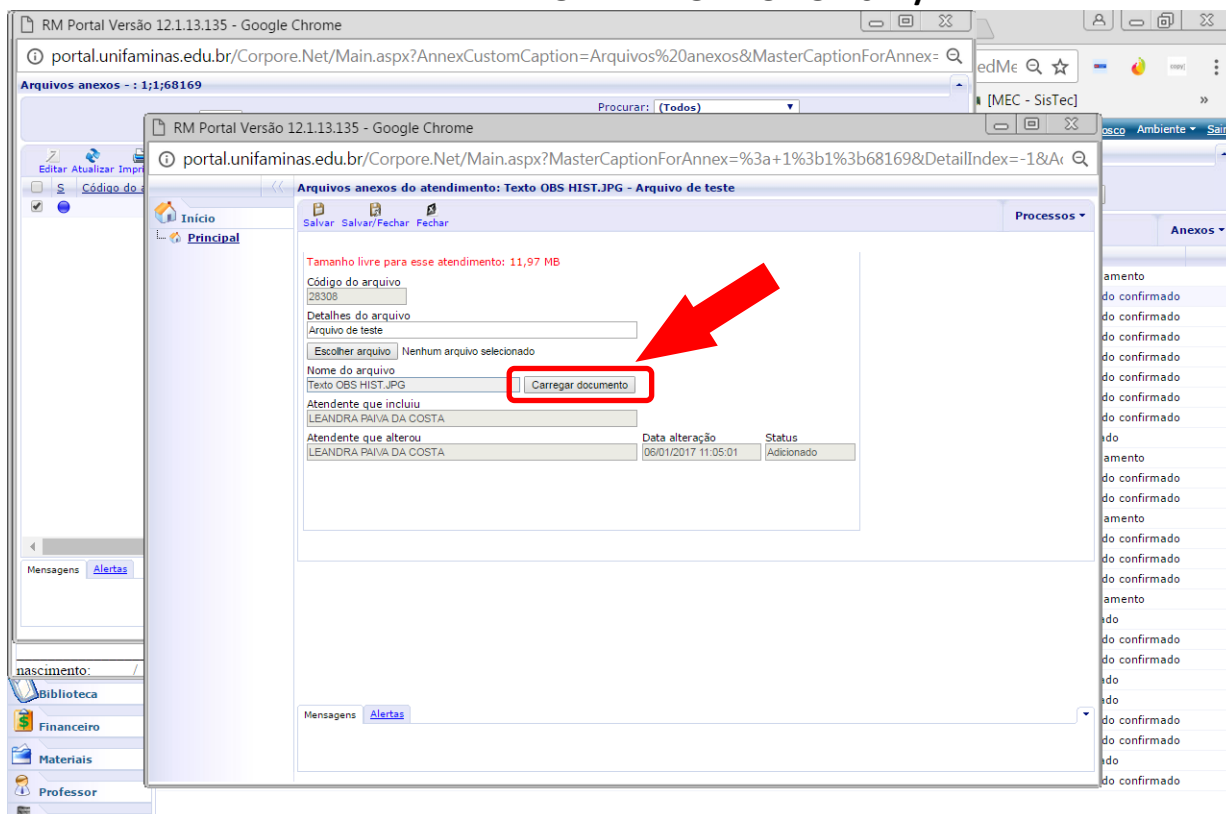 RM Portal Versão 12.1.13.135 - Google Chrome
portal.unifaminas.edu.br/Corpore.Net/Main.aspx?AnnexCustomCaption=Arquivos%20anexos&MasterCaptionForAnnex=
Arquivos anexos - : 1;1;68169
Procurar: (Todos)
[MEC - SisTec]
»
Ambiente
Sair
Editar Atualizar
S Código do
Anexos
RM Portal Versão 12.1.13.135 - Google Chrome
portal.unifaminas.edu.br/Corpore.Net/Main.aspx?MasterCaptionForAnnex=%3a+1%3b1%3b68169&DetailIndex=-1&Ac
Arquivos anexos do atendimento: Texto OBS HIST.JPG - Arquivo de teste
Início
Principal
Salvar Salvar/Fechar Fechar
Processos
Tamanho livre para esse atendimento: 11,97 MB
Código do arquivo
28308
Detalhes do arquivo
Arquivo de teste
Escolher arquivo Nenhum arquivo selecionado
Nome do arquivo
Texto OBS HIST.JPG Carregar documento
Atendente que incluiu
LEANDRA PAIVA DA COSTA
Atendente que alterou Data alteração Status
LEANDRA PAIVA DA COSTA 06/01/2017 11:05:01 Adicionado
Mensagens Alertas
amento
do confirmado
do confirmado
do confirmado
do confirmado
do confirmado
do confirmado
do confirmado
do
amento
do confirmado
do confirmado
amento
do confirmado
do confirmado
do confirmado
amento
do
do confirmado
do confirmado
do
do
do confirmado
do confirmado
do
do confirmado
Mensagens Alertas
nascimento: /
Biblioteca
Financeiro
Materiais
Professor